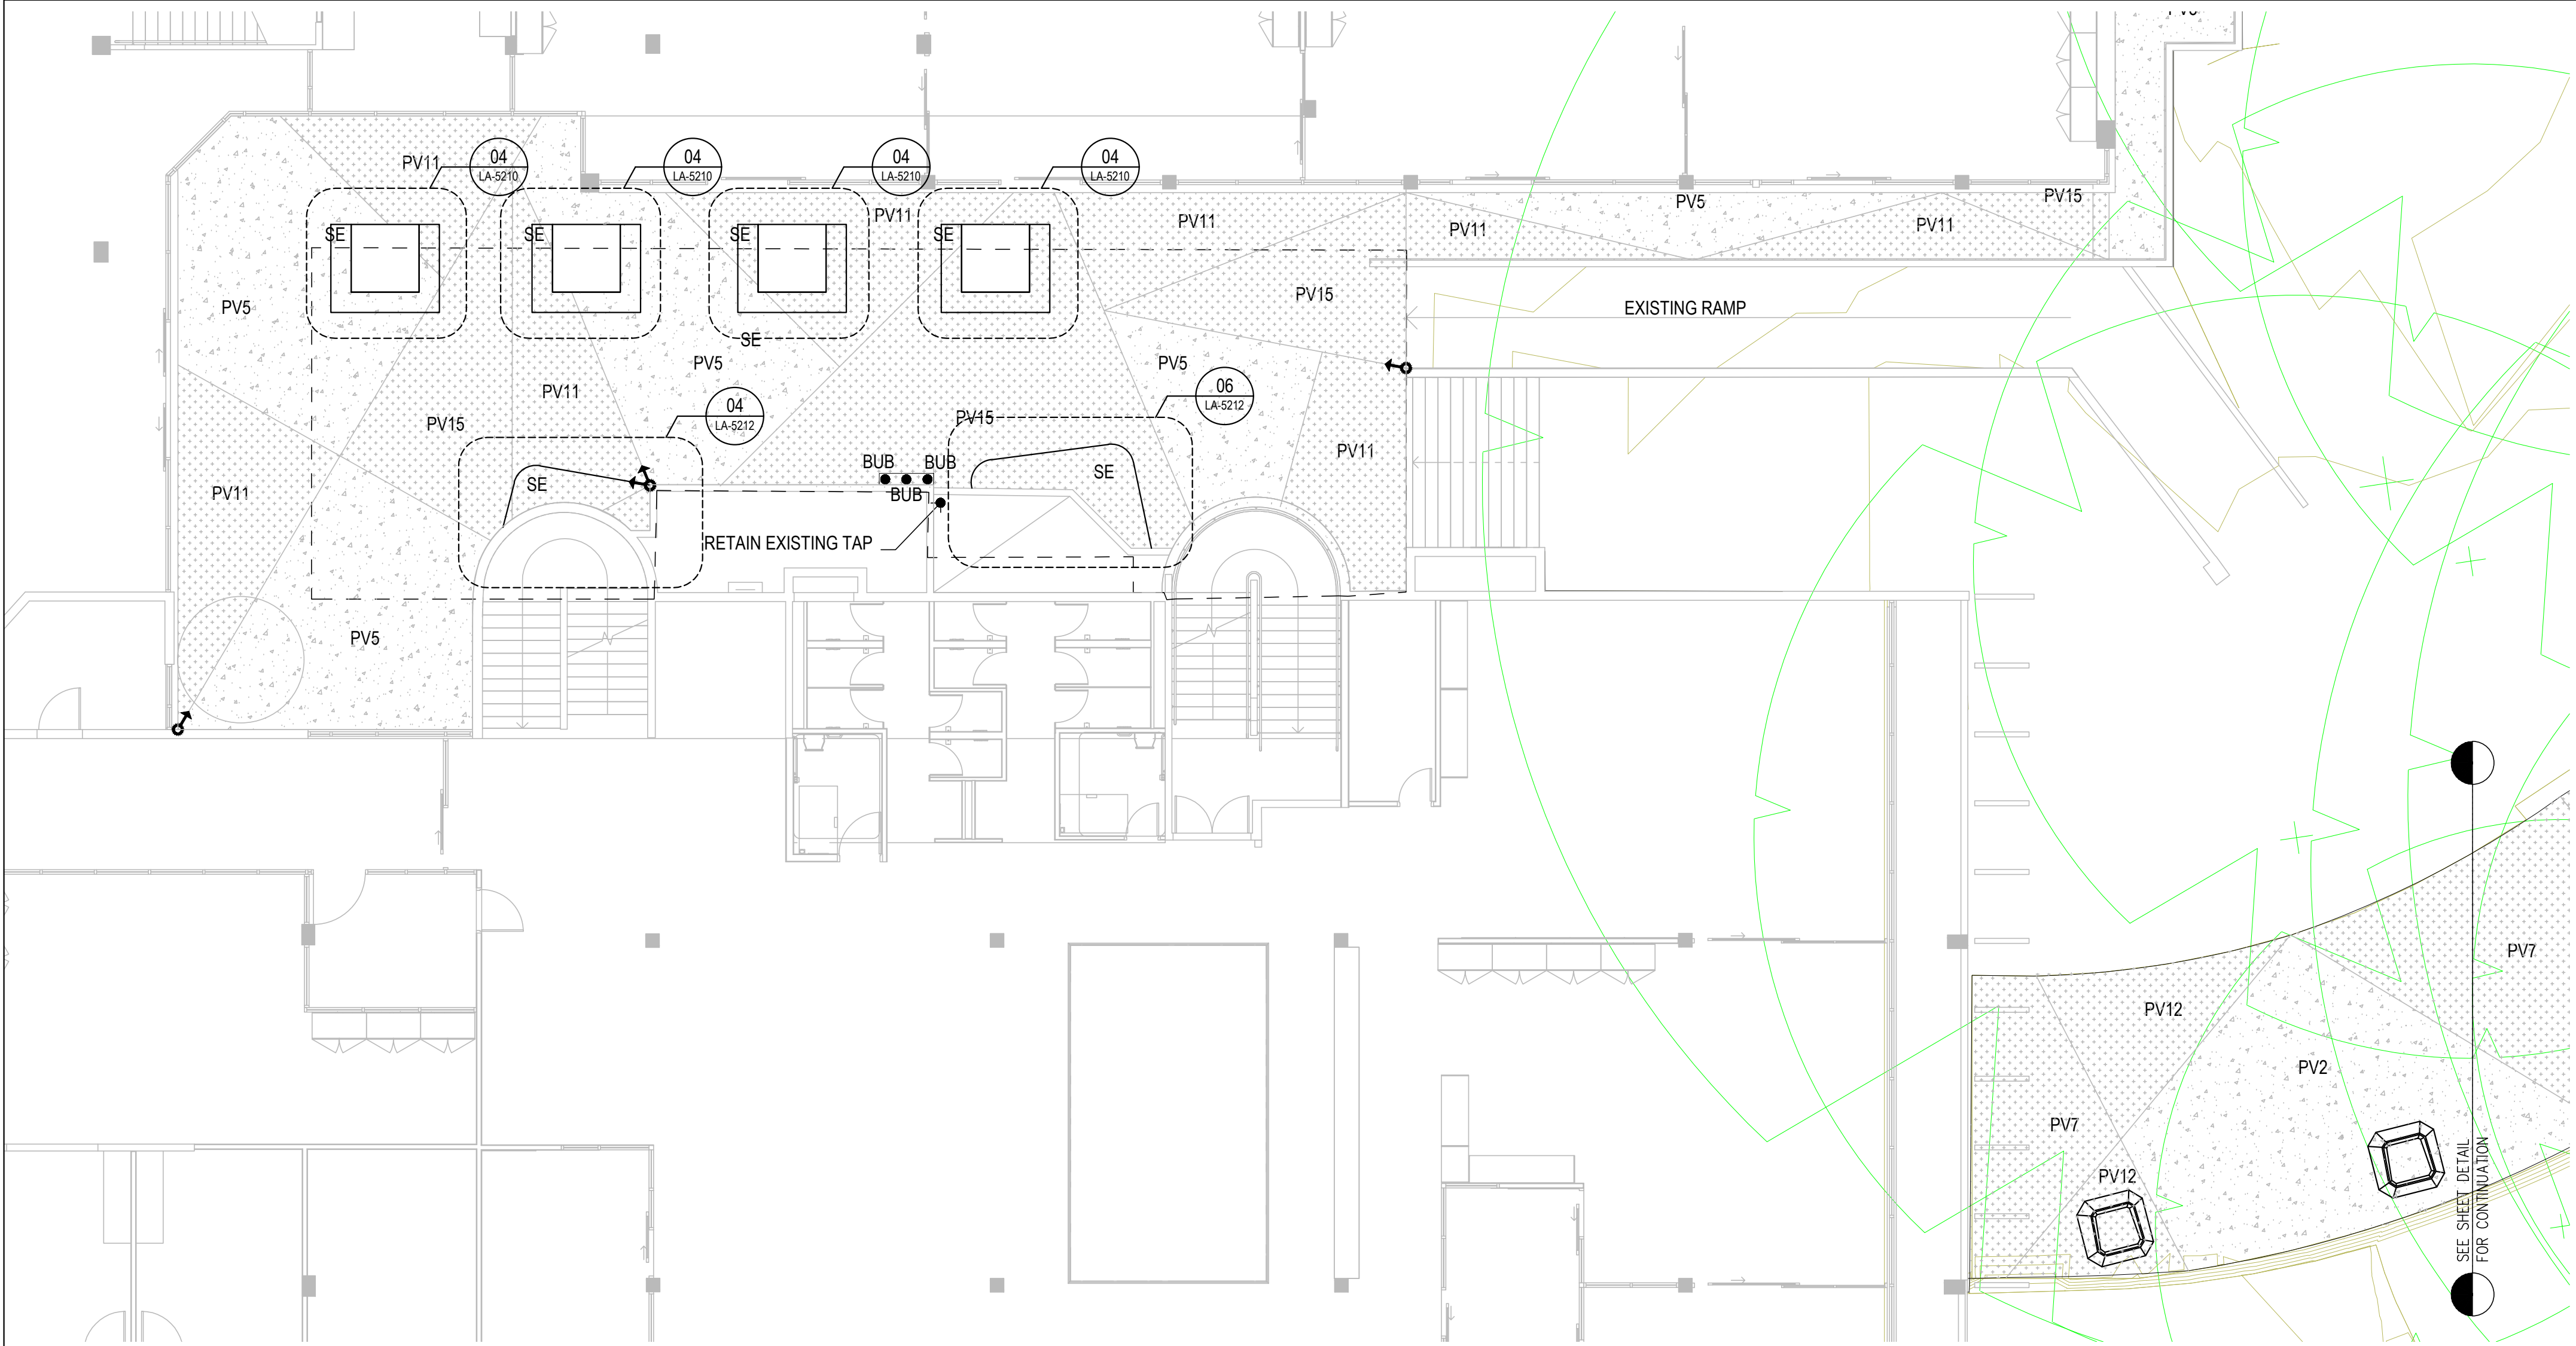 04
LA-5210
04
LA-5210
04
LA-5210
04
LA-5210
PV11
PV11
PV11
PV5
PV15
PV11
PV11
SE
SE
SE
SE
PV5
PV15
EXISTING RAMP
SE
PV5
PV5
PV11
PV15
04
LA-5212
PV15
06
LA-5212
PV11
PV11
SE
BUB
BUB
BUB
SE
RETAIN EXISTING TAP
PV5
PV7
PV12
PV2
PV7
PV12
SEE SHEET DETAIL
FOR CONTINUATION